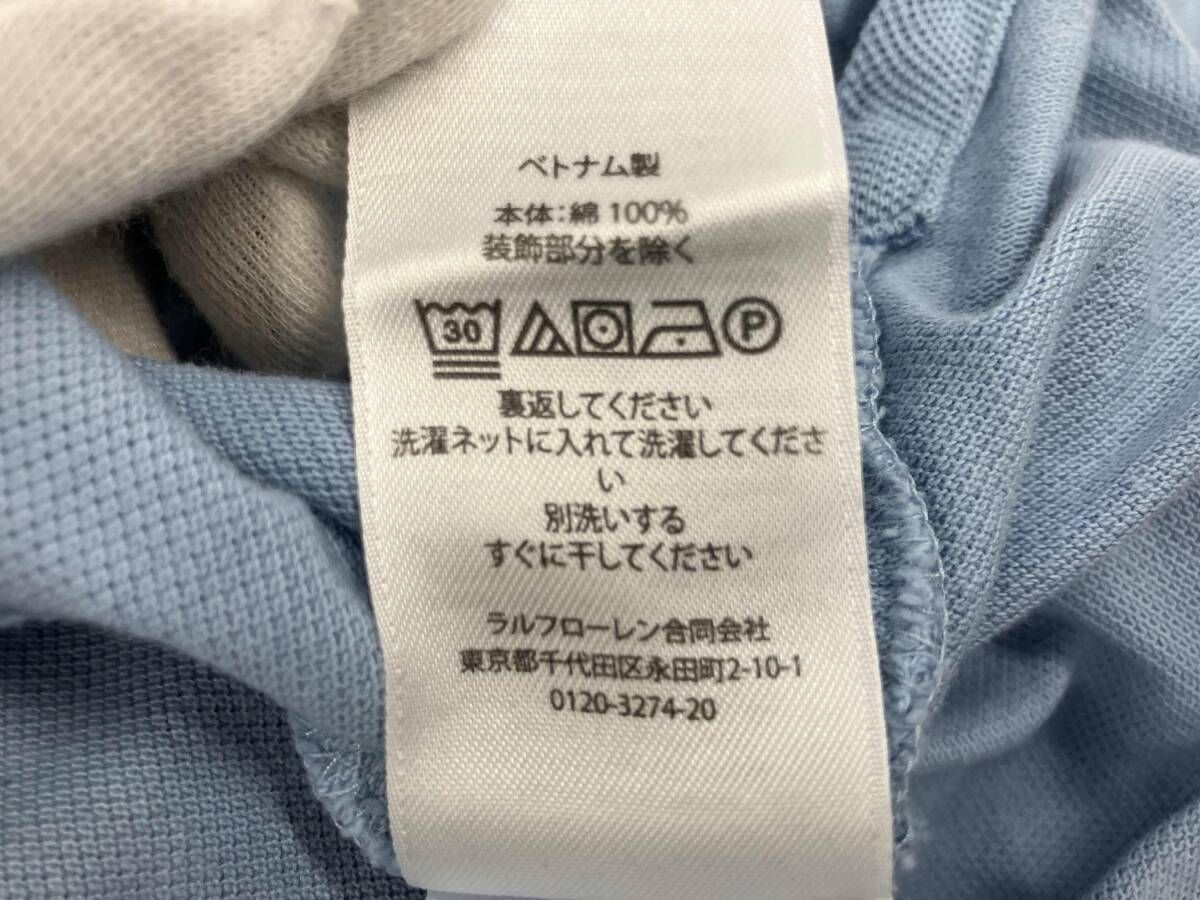 ベトナム製
本体:綿 100%
装飾部分を除く
30 P
裏返してください
洗濯ネットに入れて洗濯してくださ
い
別洗いする
すぐに干してください
ラルフローレン合同会社
東京都千代田区永田町2-10-1
0120-3274-20